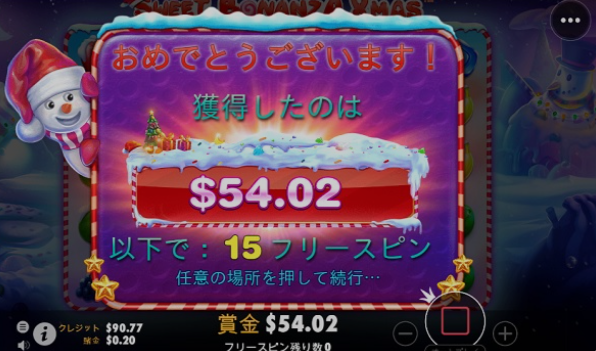 SWEET BONANZA XMAS
おめでとうございます!
獲得したのは
$54.02
以下で: 15 フリースピン
任意の場所を押して続行…
クレジット $90.77
賭金 $0.20
賞金 $54.02
フリースピン残り数 0